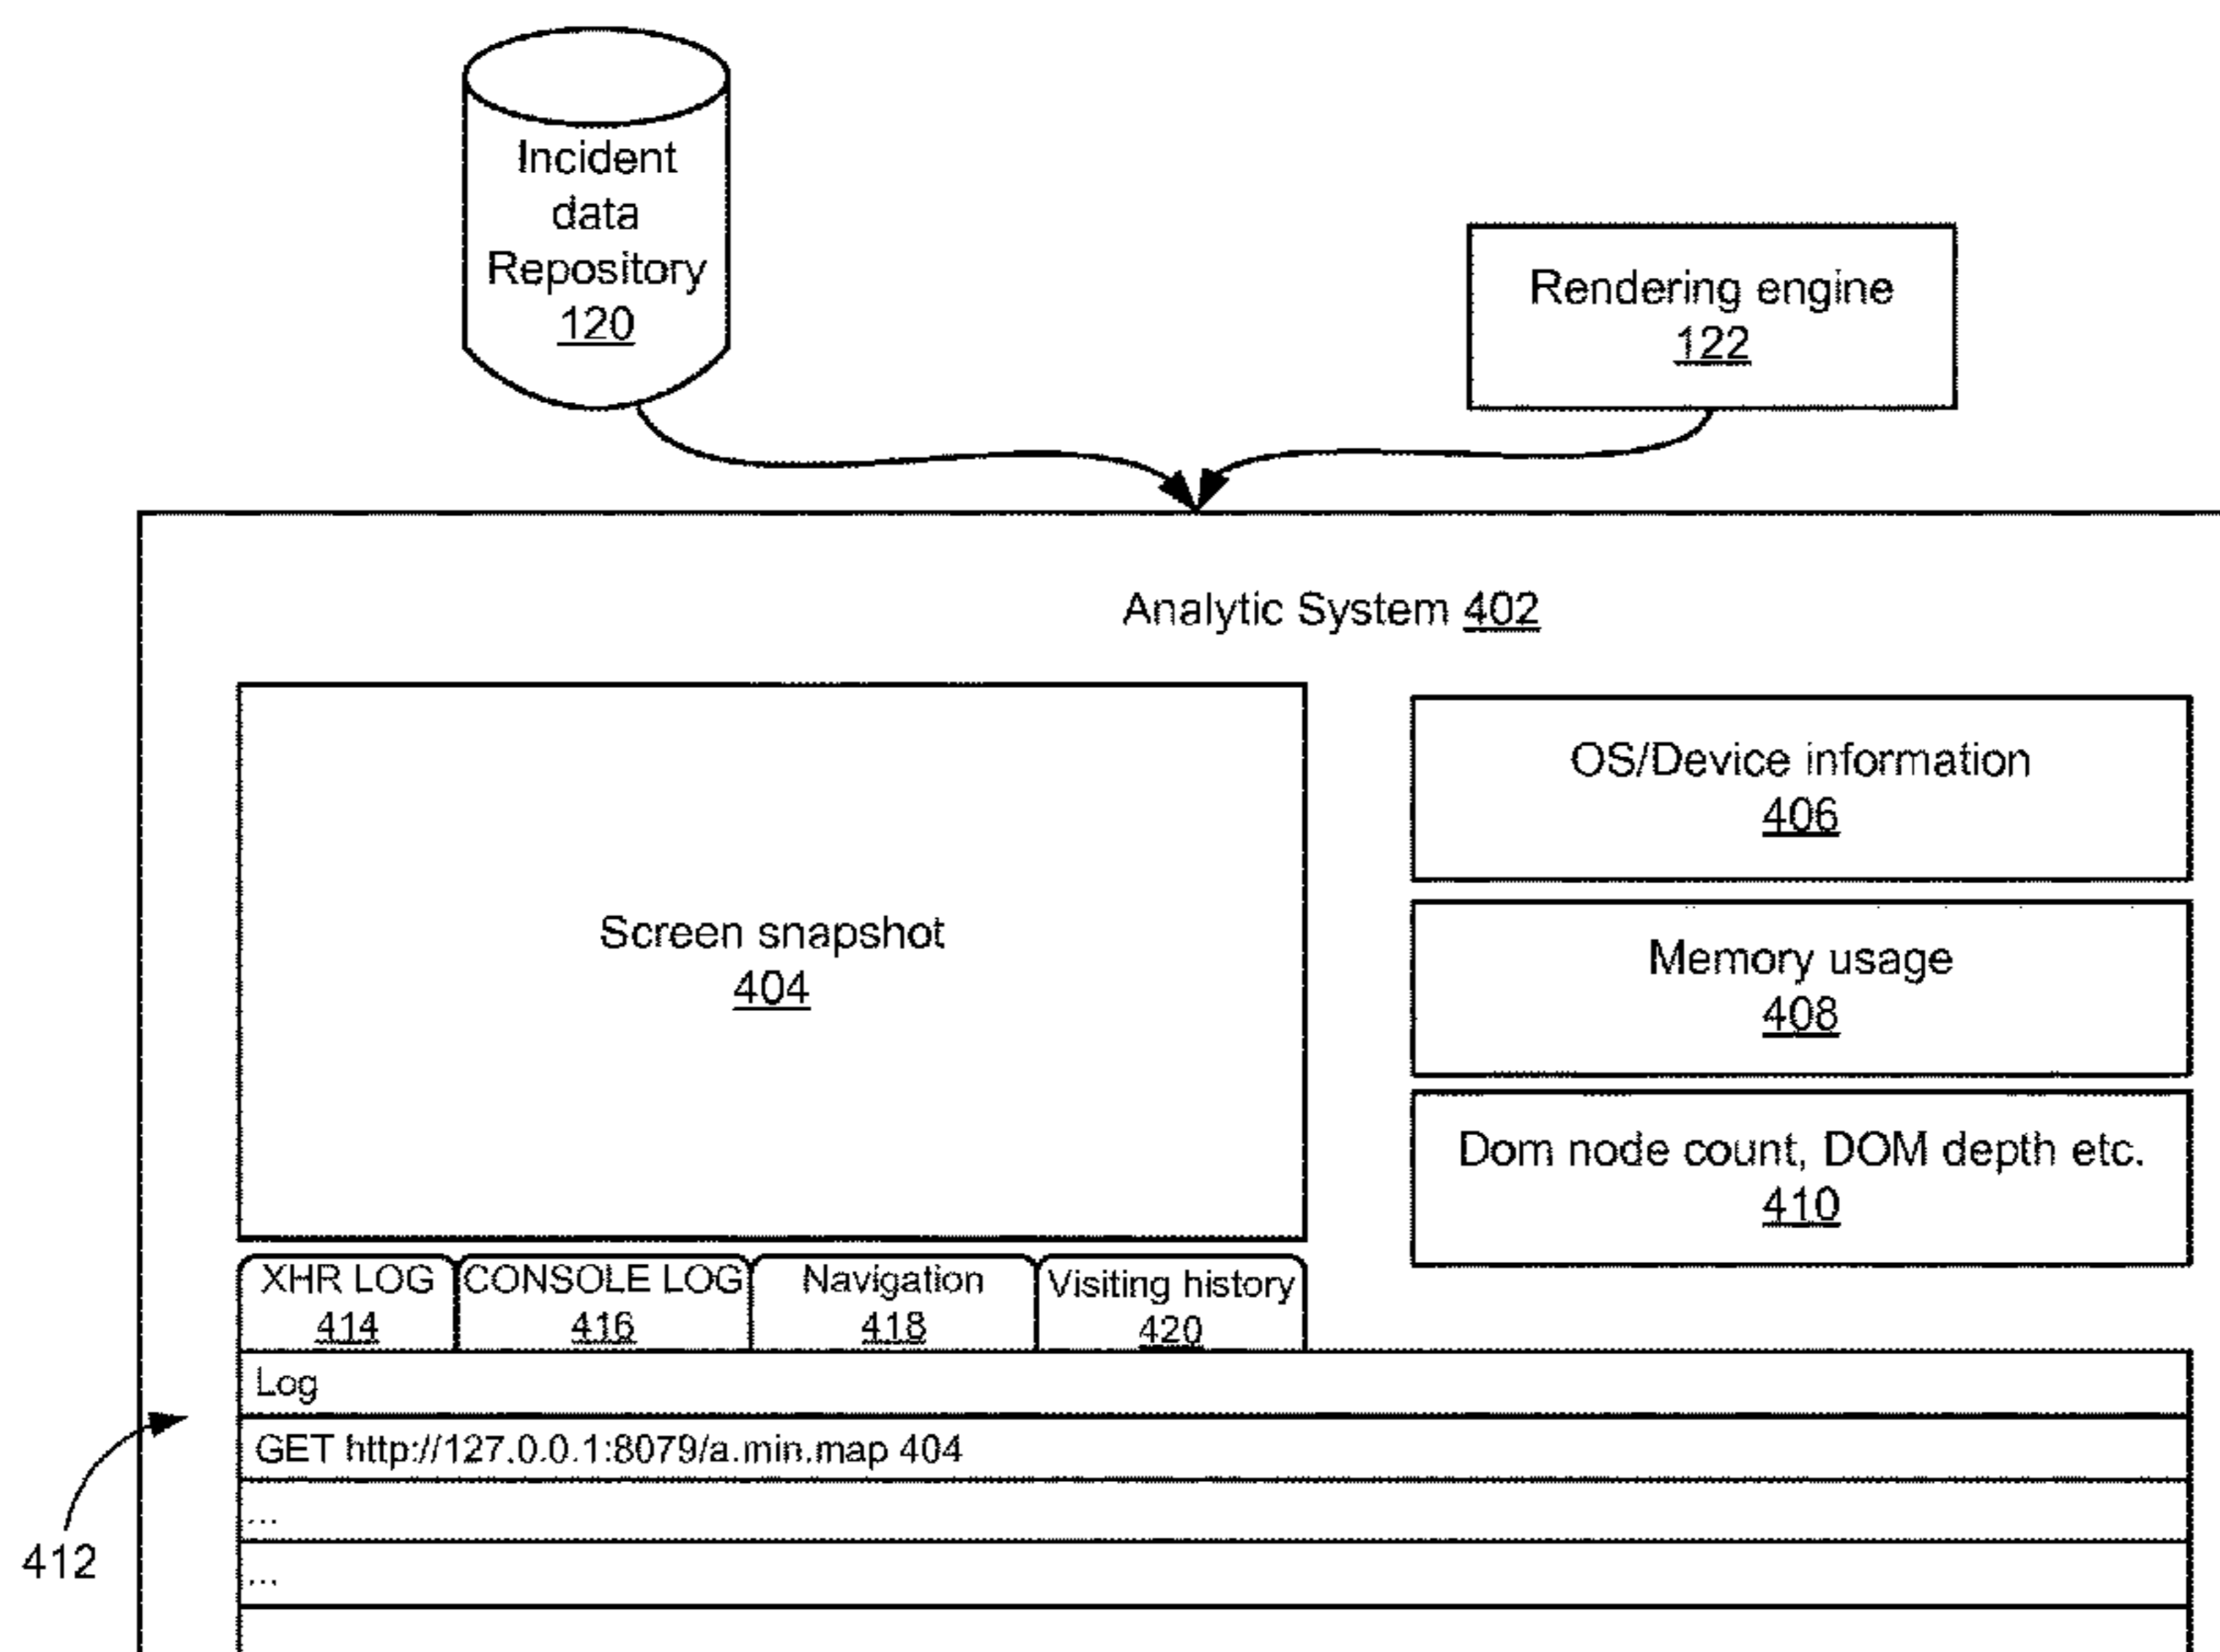 Incident
data
Repository
120
Rendering engine
122
Analytic System 402
Screen snapshot
404
OS/Device information
406
Memory usage
408
Dom node count, DOM depth etc.
410
XHR LOG
414
CONSOLE LOG
416
Navigation
418
Visiting history
420
Log
GET http://127.0.0.1:8079/a.min.map 404
...
...
412